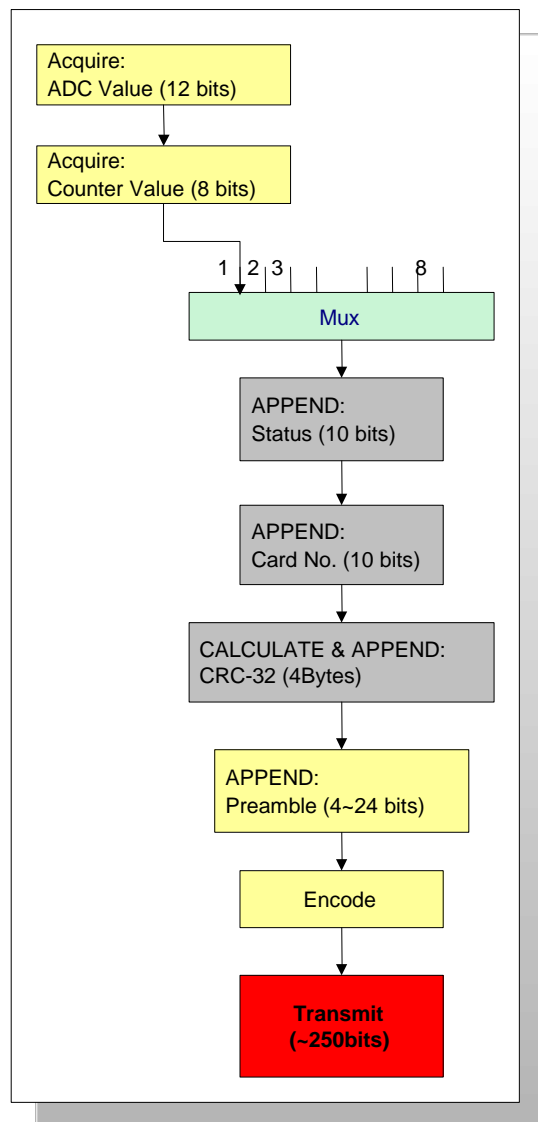 Acquire:
ADC Value (12 bits)
Acquire:
Counter Value (8 bits)
1 2 3 8
Mux
APPEND:
Status (10 bits)
APPEND:
Card No. (10 bits)
CALCULATE & APPEND:
CRC-32 (4Bytes)
APPEND:
Preamble (4~24 bits)
Encode
Transmit
(~250bits)